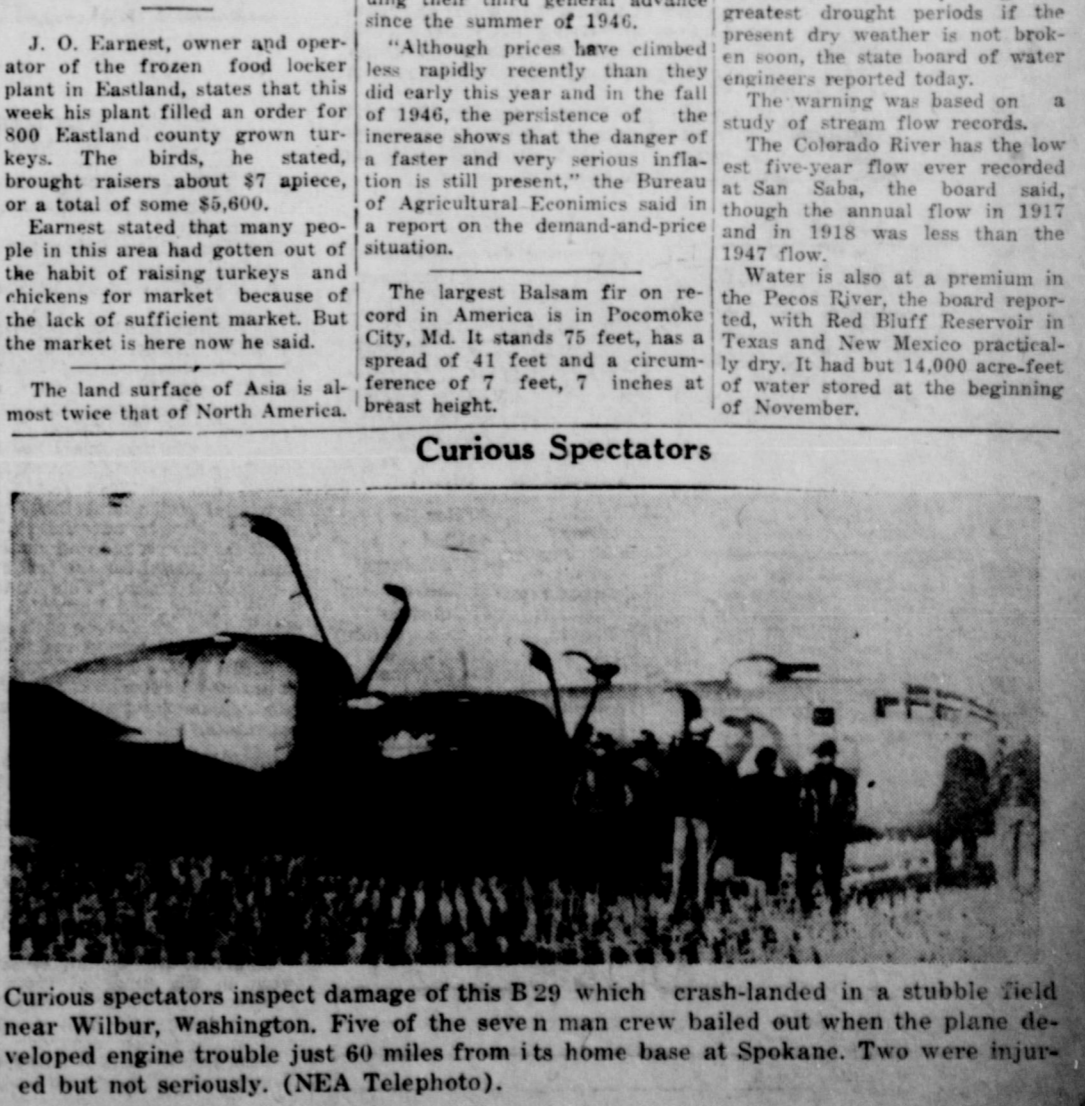 J. O. Earnest, owner and oper-
ator of the frozen food locker
plant in Eastland, states that this
week his plant filled an order for
800 Eastland county grown tur-
keys. The birds, he stated,
brought raisers about $7 apiece,
or a total of some $5,600.
Earnest stated that many peo-
ple in this area had gotten out of
the habit of raising turkeys and
chickens for market because of
the lack of sufficient market. But
the market is here now he said.
The land surface of Asia is al-
most twice that of North America.
their third general advance
since the summer of 1946.
"Although prices have climbed
less rapidly recently than they
did early this year and in the fall
of 1946, the persistence of the
increase shows that the danger of
a faster and very serious infla-
tion is still present," the Bureau
of Agricultural Econimics said in
a report on the demand-and-price
situation.
The largest Balsam fir on re-
cord in America is in Pocomoke
City, Md. It stands 75 feet, has a
spread of 41 feet and a circum-
ference of 7 feet, 7 inches at
breast height.
greatest drought periods if the
present dry weather is not brok-
en soon, the state board of water
engineers reported today.
The warning was based on a
study of stream flow records.
The Colorado River has the low
est five-year flow ever recorded
at San Saba, the board said,
though the annual flow in 1917
and in 1918 was less than the
1947 flow.
Water is also at a premium in
the Pecos River, the board repor-
ted, with Red Bluff Reservoir in
Texas and New Mexico practical-
ly dry. It had but 14,000 acre-feet
of water stored at the beginning
of November.
Curious Spectators
Curious spectators inspect damage of this B 29 which crash-landed in a stubble field
near Wilbur, Washington. Five of the seven man crew bailed out when the plane de-
veloped engine trouble just 60 miles from its home base at Spokane. Two were injur-
ed but not seriously. (NEA Telephoto).